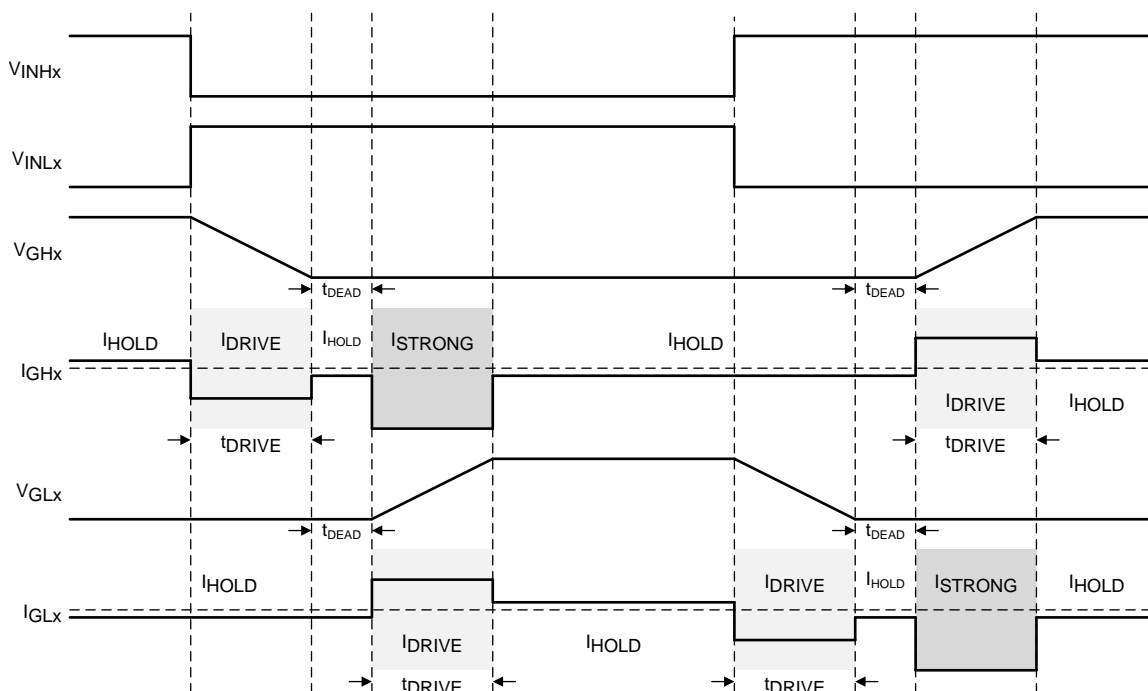 VINHx
VINLx
VGHx
tDEAD tDEAD
IHOLD IDRIVE IHOLD ISTRONG IHOLD
IGHx
IDRIVE IHOLD
tDRIVE tDRIVE
VGLx
tDEAD tDEAD
IHOLD IDRIVE IHOLD ISTRONG IHOLD
IGLx
IDRIVE IHOLD
tDRIVE tDRIVE